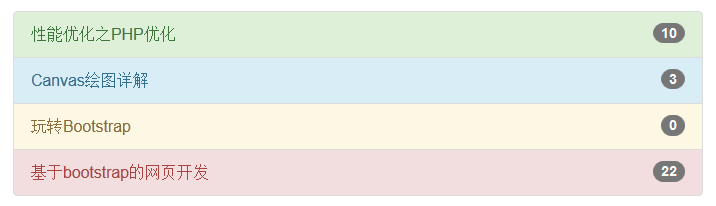 性能优化之PHP优化 10
Canvas绘图详解 3
玩转Bootstrap 0
基于bootstrap的网页开发 22